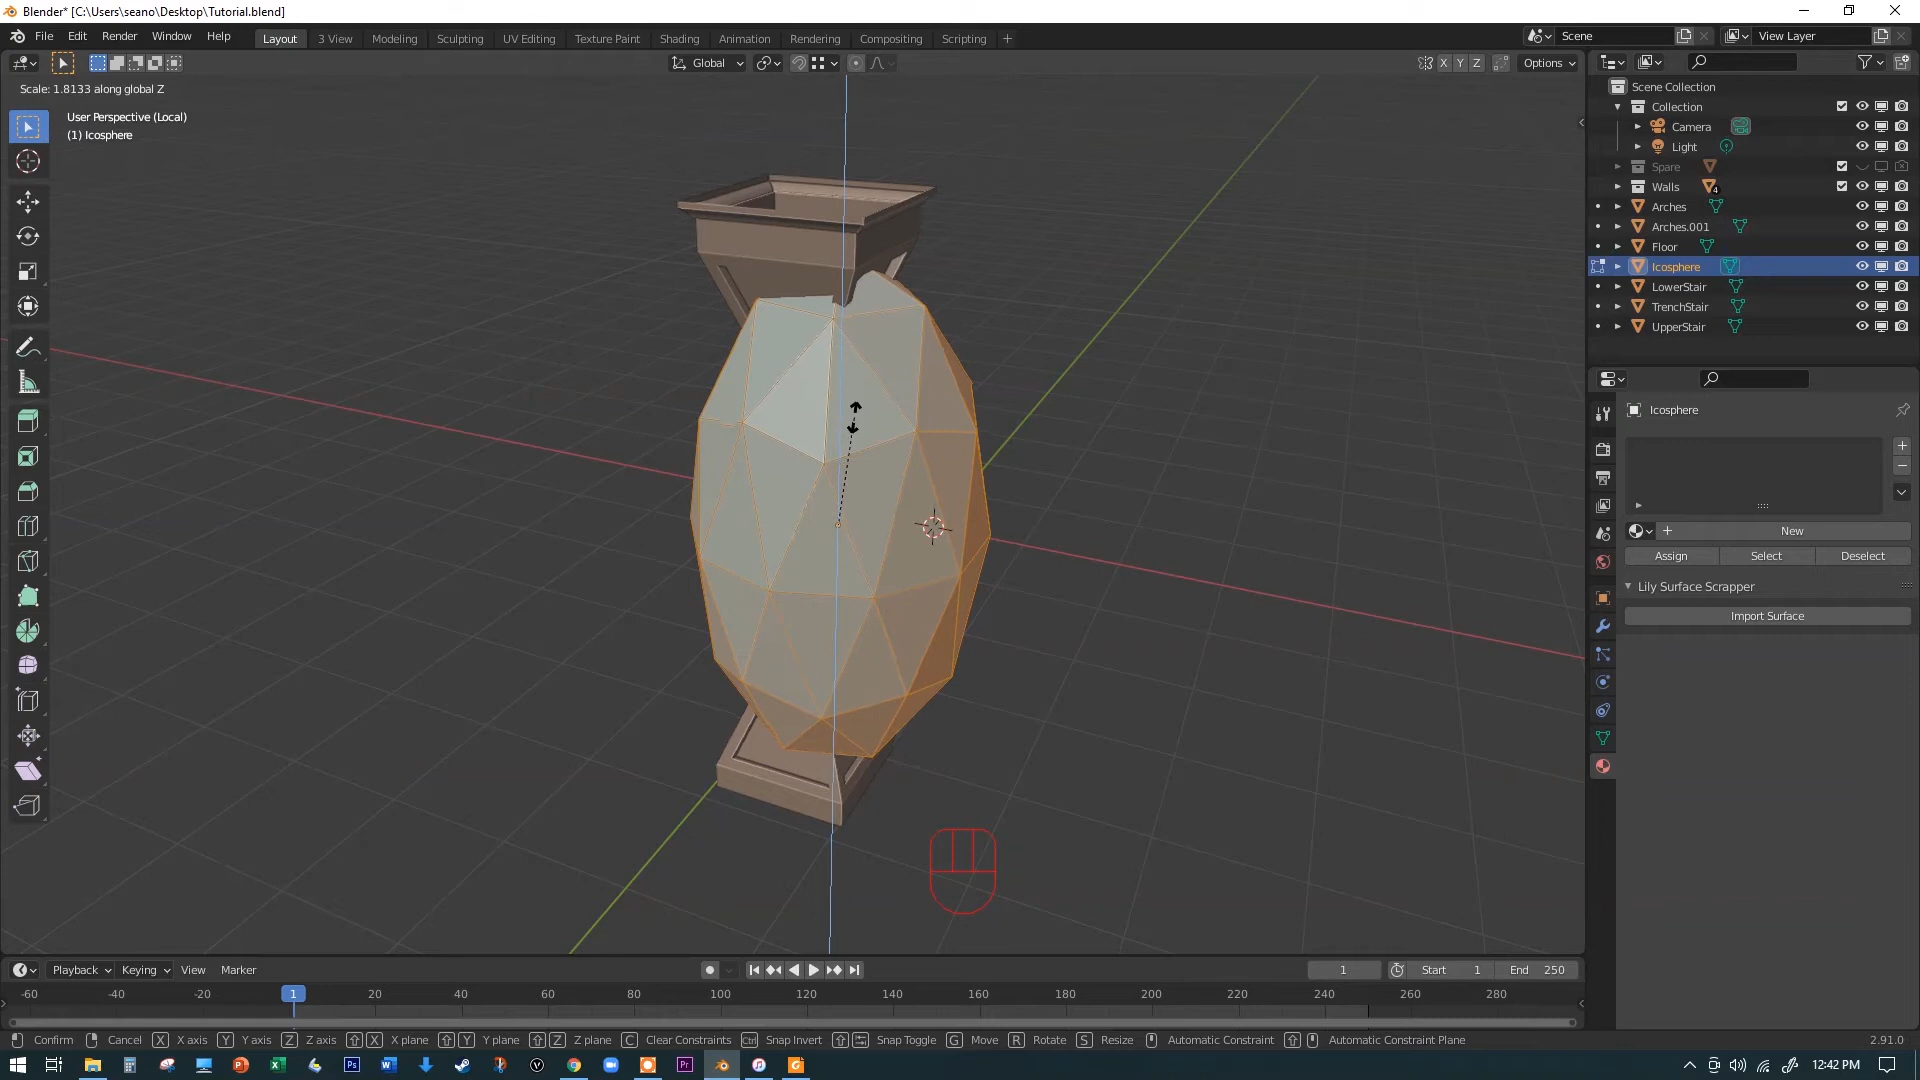 Blender* [C:\Users\seano\Desktop\Tutorial.blend]
File Edit Render Window Help
Layout 3 View Modeling Sculpting UV Editing Texture Paint Shading Animation Rendering Compositing Scripting +
Scene
View Layer
Global
X Y Z
Options
Scale: 1.8133 along global Z
User Perspective (Local)
(1) Icosphere
Scene Collection
Collection
Camera
Light
Spare
Walls
4
Arches
Arches.001
Floor
Icosphere
LowerStair
TrenchStair
UpperStair
Icosphere
New
Assign Select Deselect
Lily Surface Scrapper
Import Surface
Playback Keying View Marker
1 Start 1 End 250
-60 -40 -20 1 20 40 60 80 100 120 140 160 180 200 220 240 260 280
Confirm Cancel X X axis Y Y axis Z Z axis X X plane Y Y plane Z Z plane C Clear Constraints Ctrl Snap Invert Snap Toggle G Move R Rotate S Resize Automatic Constraint Automatic Constraint Plane 2.91.0
12:42 PM